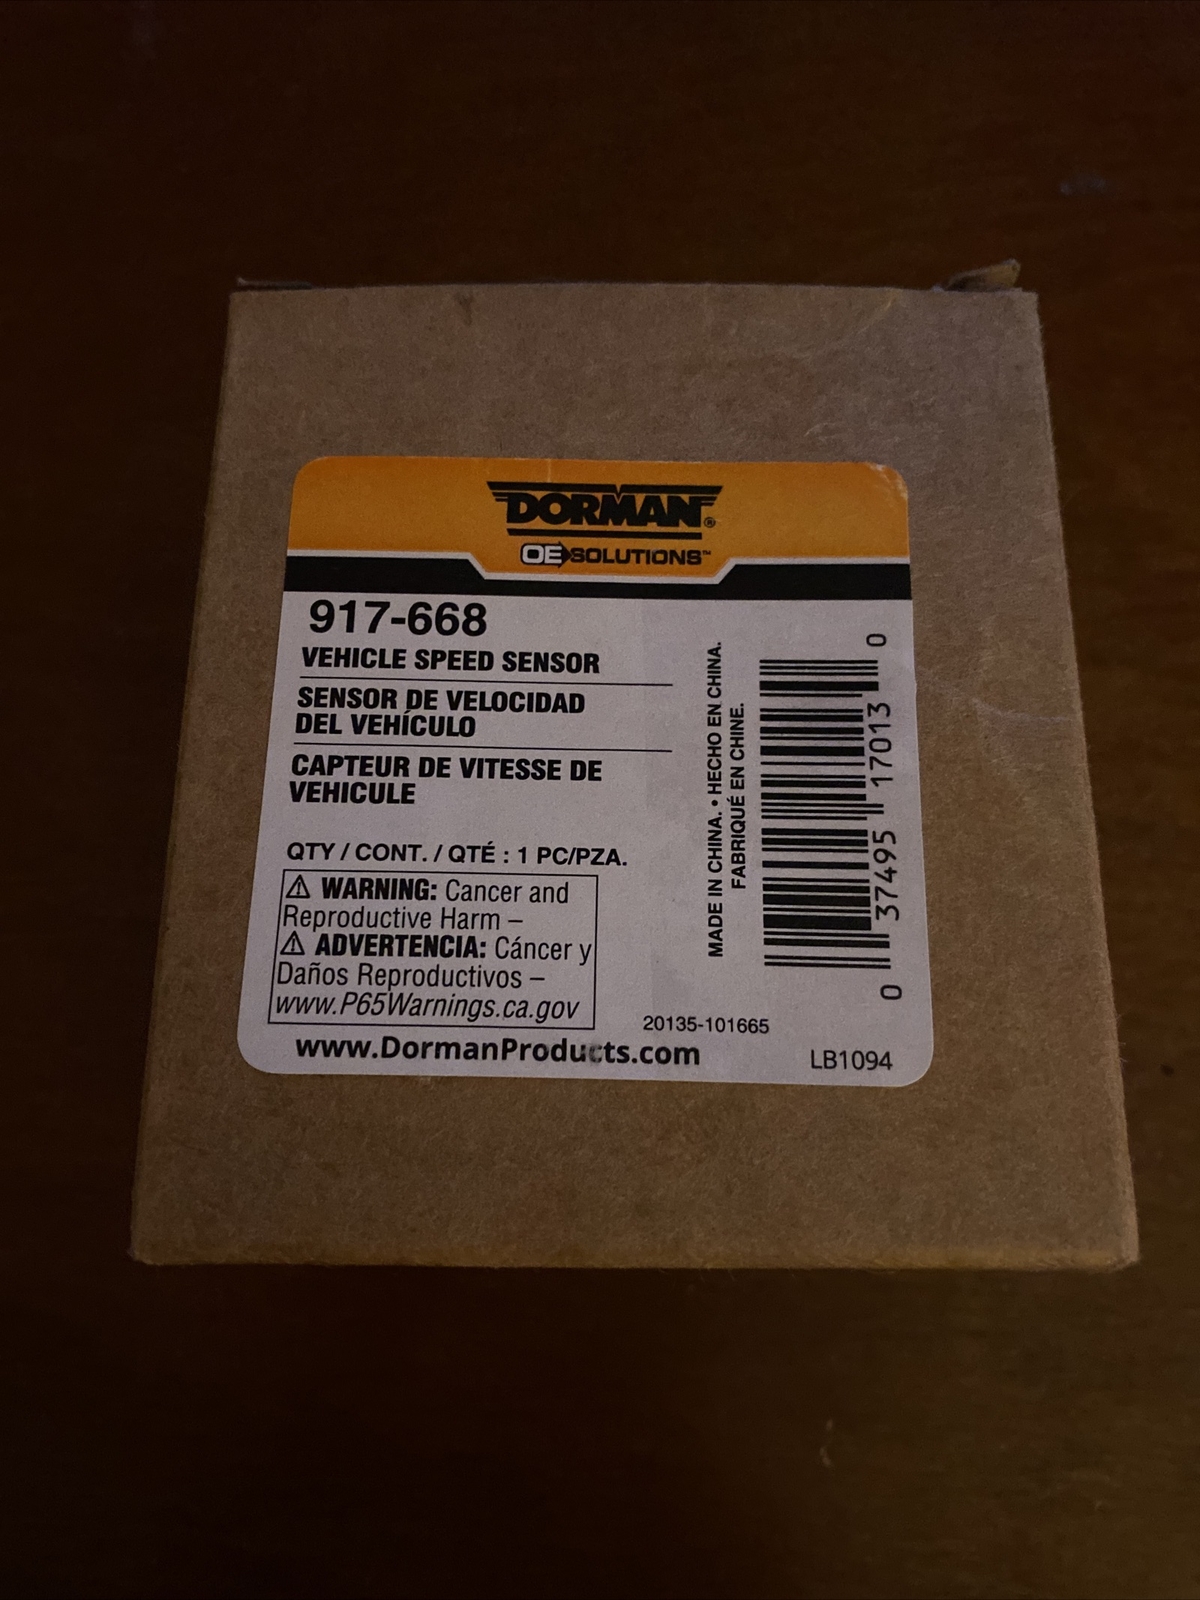 DORMAN®
OE SOLUTIONS™
917-668
VEHICLE SPEED SENSOR
SENSOR DE VELOCIDAD
DEL VEHÍCULO
CAPTEUR DE VITESSE DE
VEHICULE
QTY / CONT. / QTÉ : 1 PC/PZA.
⚠ WARNING: Cancer and
Reproductive Harm –
⚠ ADVERTENCIA: Cáncer y
Daños Reproductivos –
www.P65Warnings.ca.gov
www.DormanProducts.com
MADE IN CHINA. • HECHO EN CHINA.
FABRIQUÉ EN CHINE.
0 37495 17013 0
20135-101665
LB1094